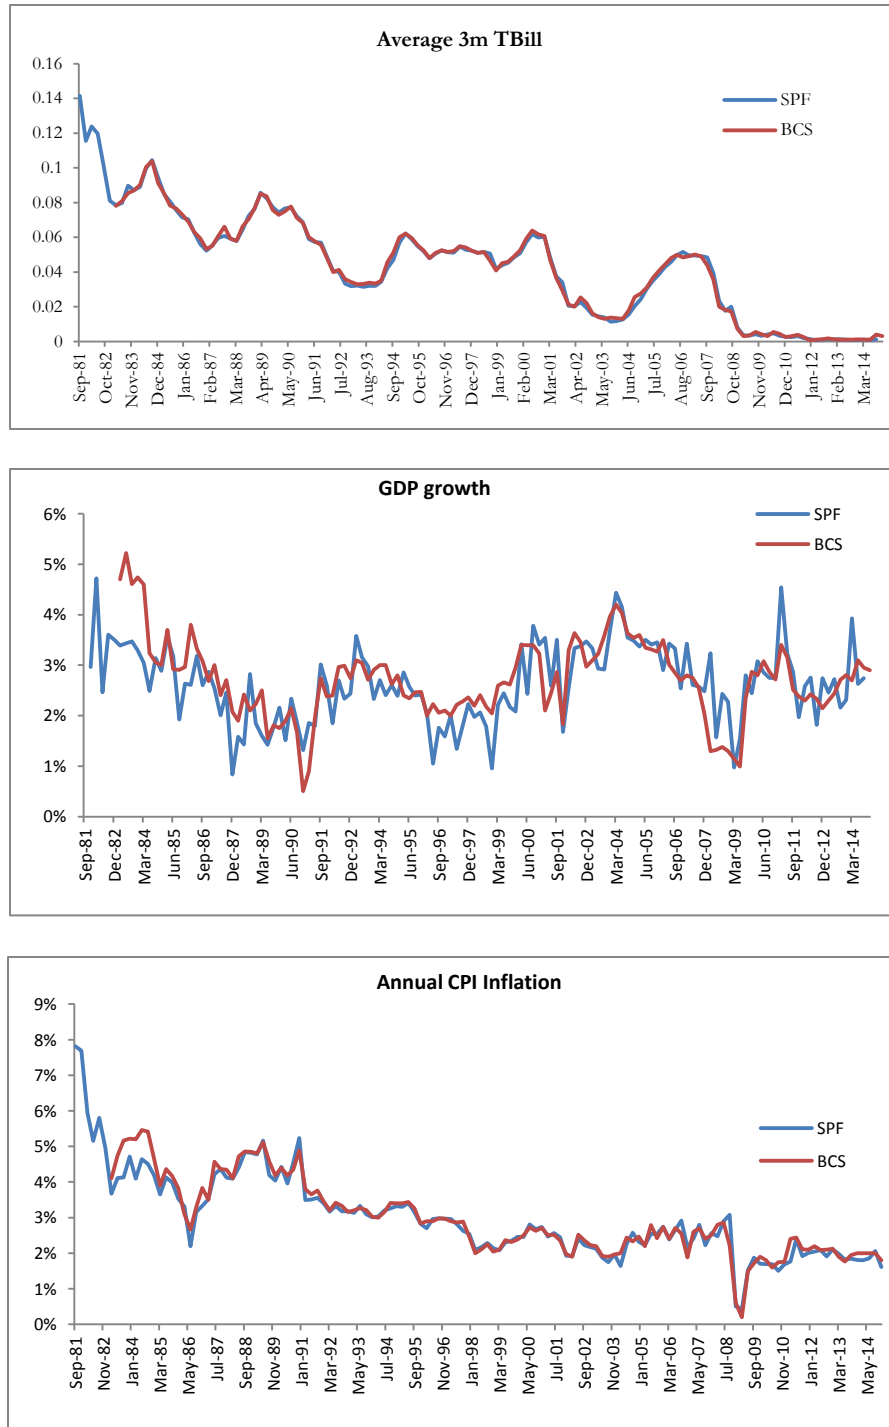 Average 3m TBill
0.16
0.14
0.12
0.1
0.08
0.06
0.04
0.02
0
SPF
BCS
Sep-81
Oct-82
Nov-83
Dec-84
Jan-86
Feb-87
Mar-88
Apr-89
May-90
Jun-91
Jul-92
Aug-93
Sep-94
Oct-95
Nov-96
Dec-97
Jan-99
Feb-00
Mar-01
Apr-02
May-03
Jun-04
Jul-05
Aug-06
Sep-07
Oct-08
Nov-09
Dec-10
Jan-12
Feb-13
Mar-14
GDP growth
6%
5%
4%
3%
2%
1%
0%
SPF
BCS
Sep-81
Dec-82
Mar-84
Jun-85
Sep-86
Dec-87
Mar-89
Jun-90
Sep-91
Dec-92
Mar-94
Jun-95
Sep-96
Dec-97
Mar-99
Jun-00
Sep-01
Dec-02
Mar-04
Jun-05
Sep-06
Dec-07
Mar-09
Jun-10
Sep-11
Dec-12
Mar-14
Annual CPI Inflation
9%
8%
7%
6%
5%
4%
3%
2%
1%
0%
SPF
BCS
Sep-81
Nov-82
Jan-84
Mar-85
May-86
Jul-87
Sep-88
Nov-89
Jan-91
Mar-92
May-93
Jul-94
Sep-95
Nov-96
Jan-98
Mar-99
May-00
Jul-01
Sep-02
Nov-03
Jan-05
Mar-06
May-07
Jul-08
Sep-09
Nov-10
Jan-12
Mar-13
May-14